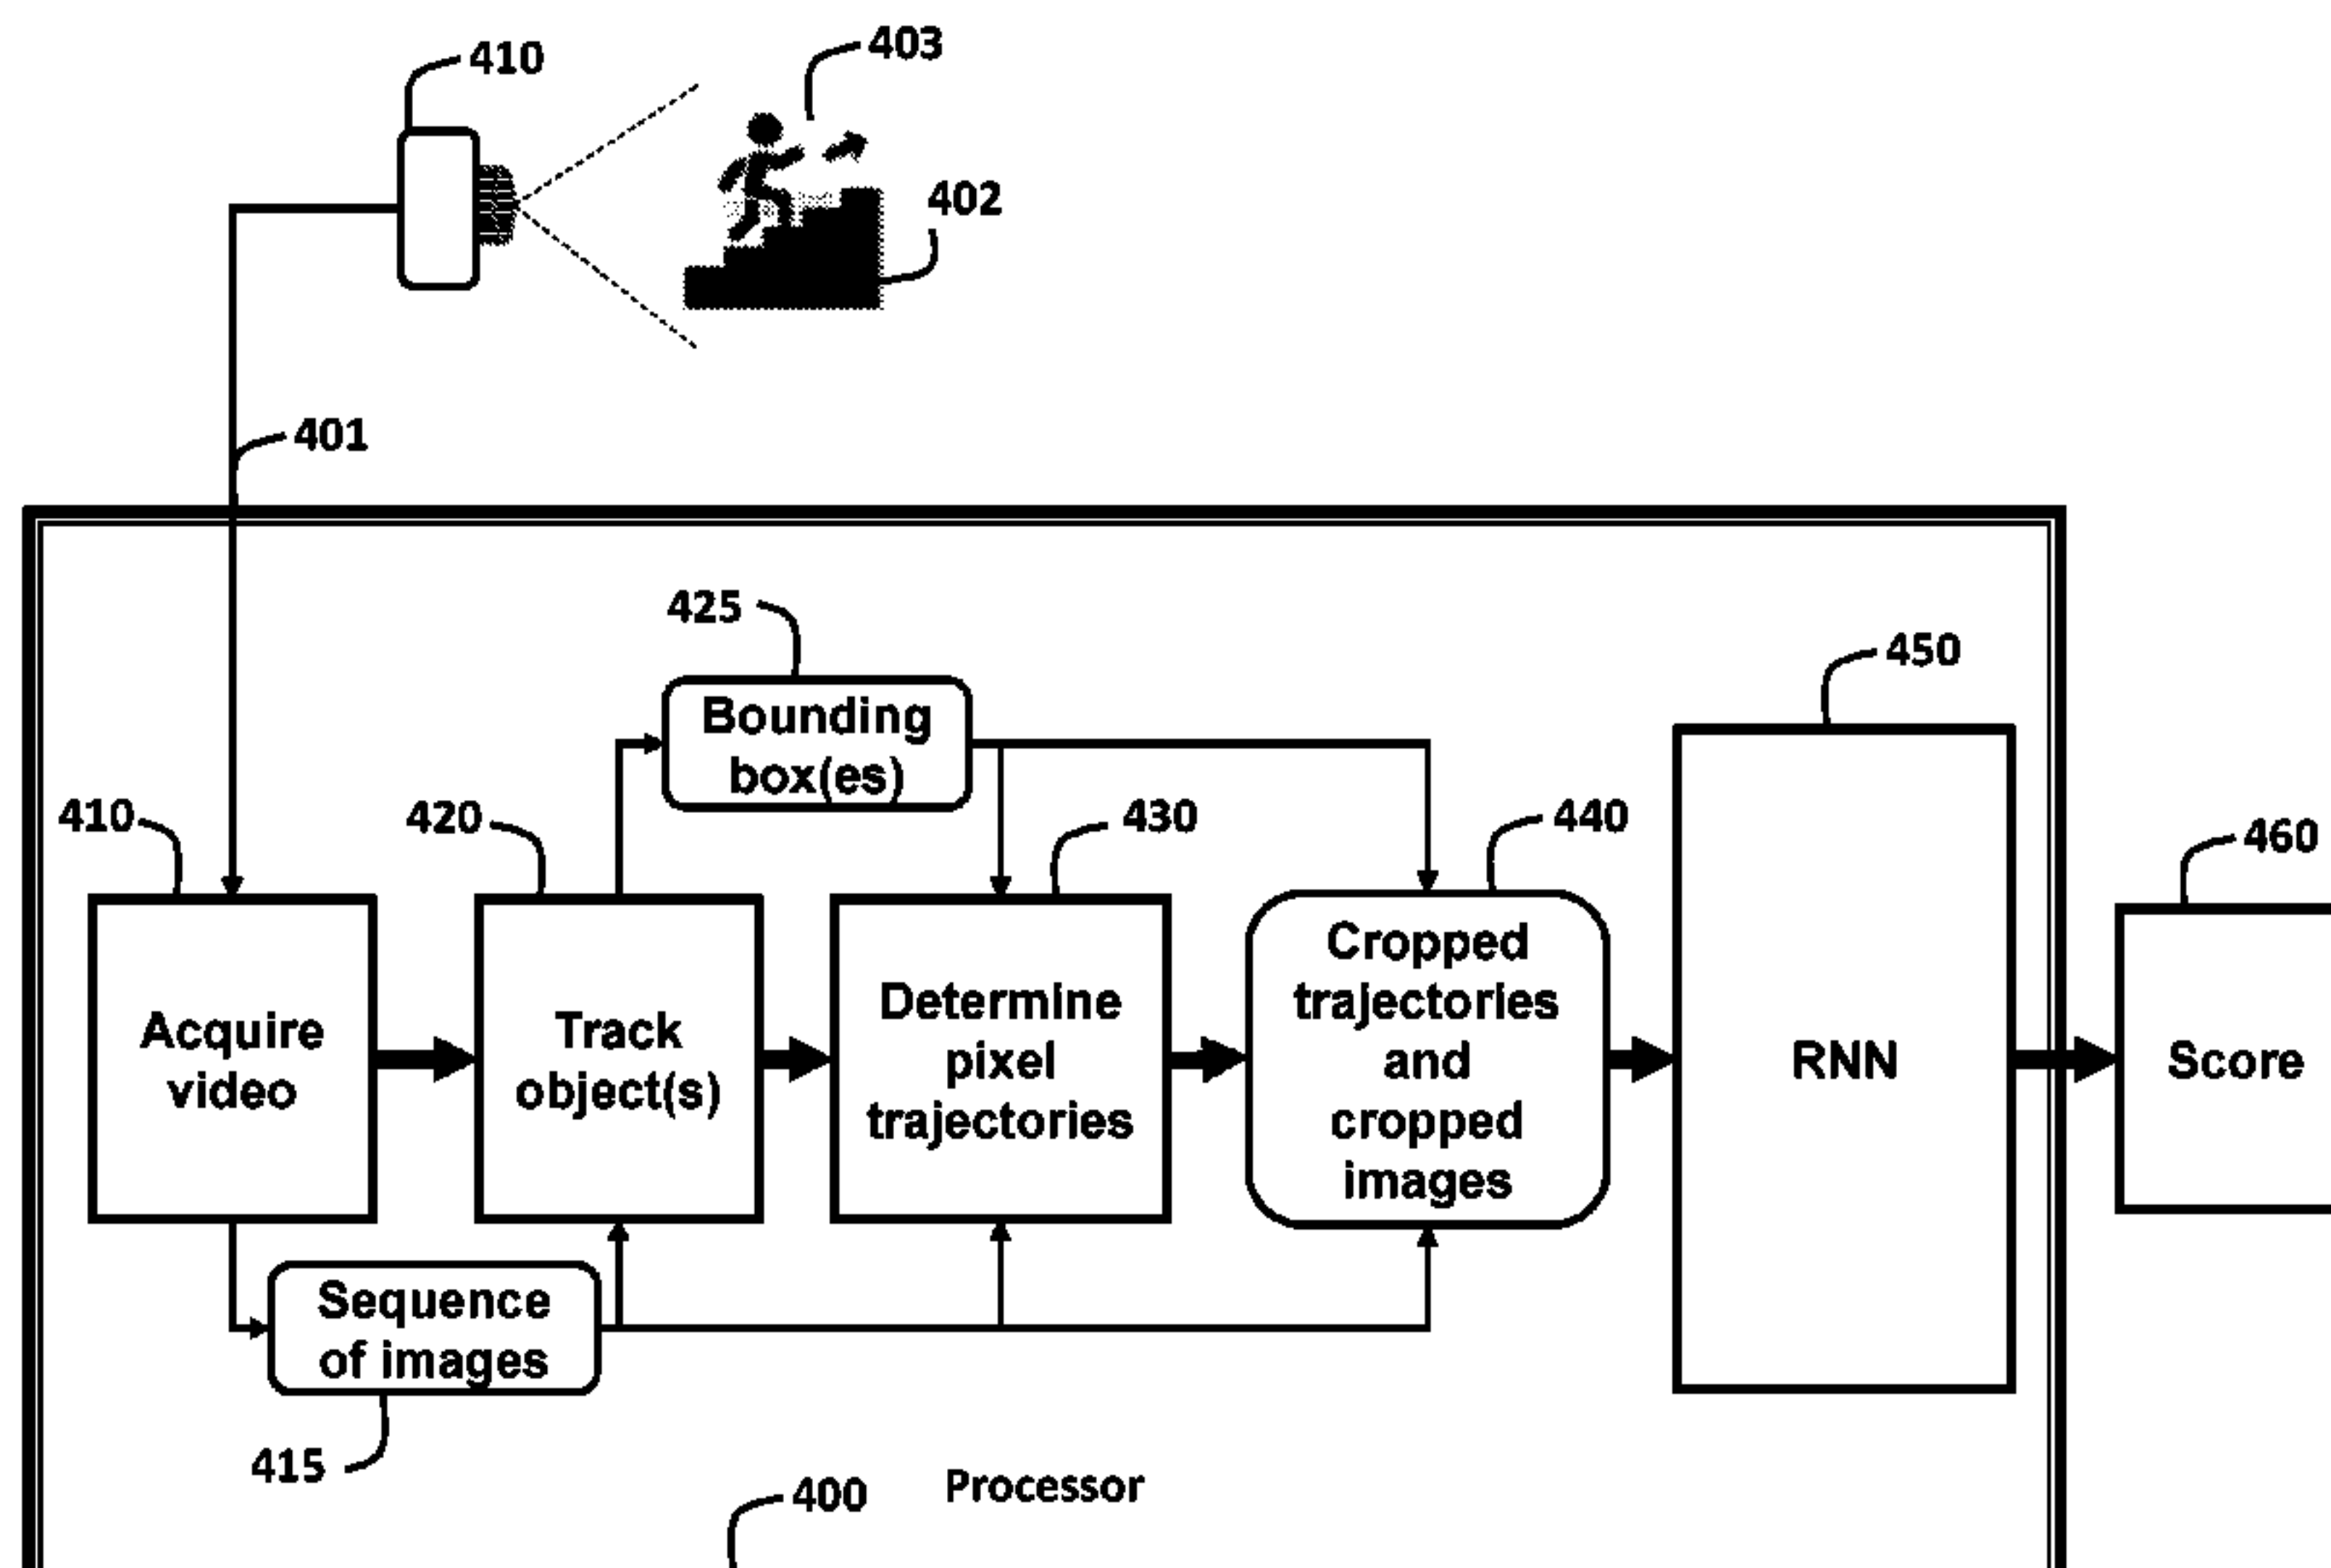 410
403
402
401
425
450
Bounding
box(es)
410
420
430
440
460
Acquire
video
Track
object(s)
Determine
pixel
trajectories
Cropped
trajectories
and
cropped
images
RNN
Score
Sequence
of images
415
400
Processor